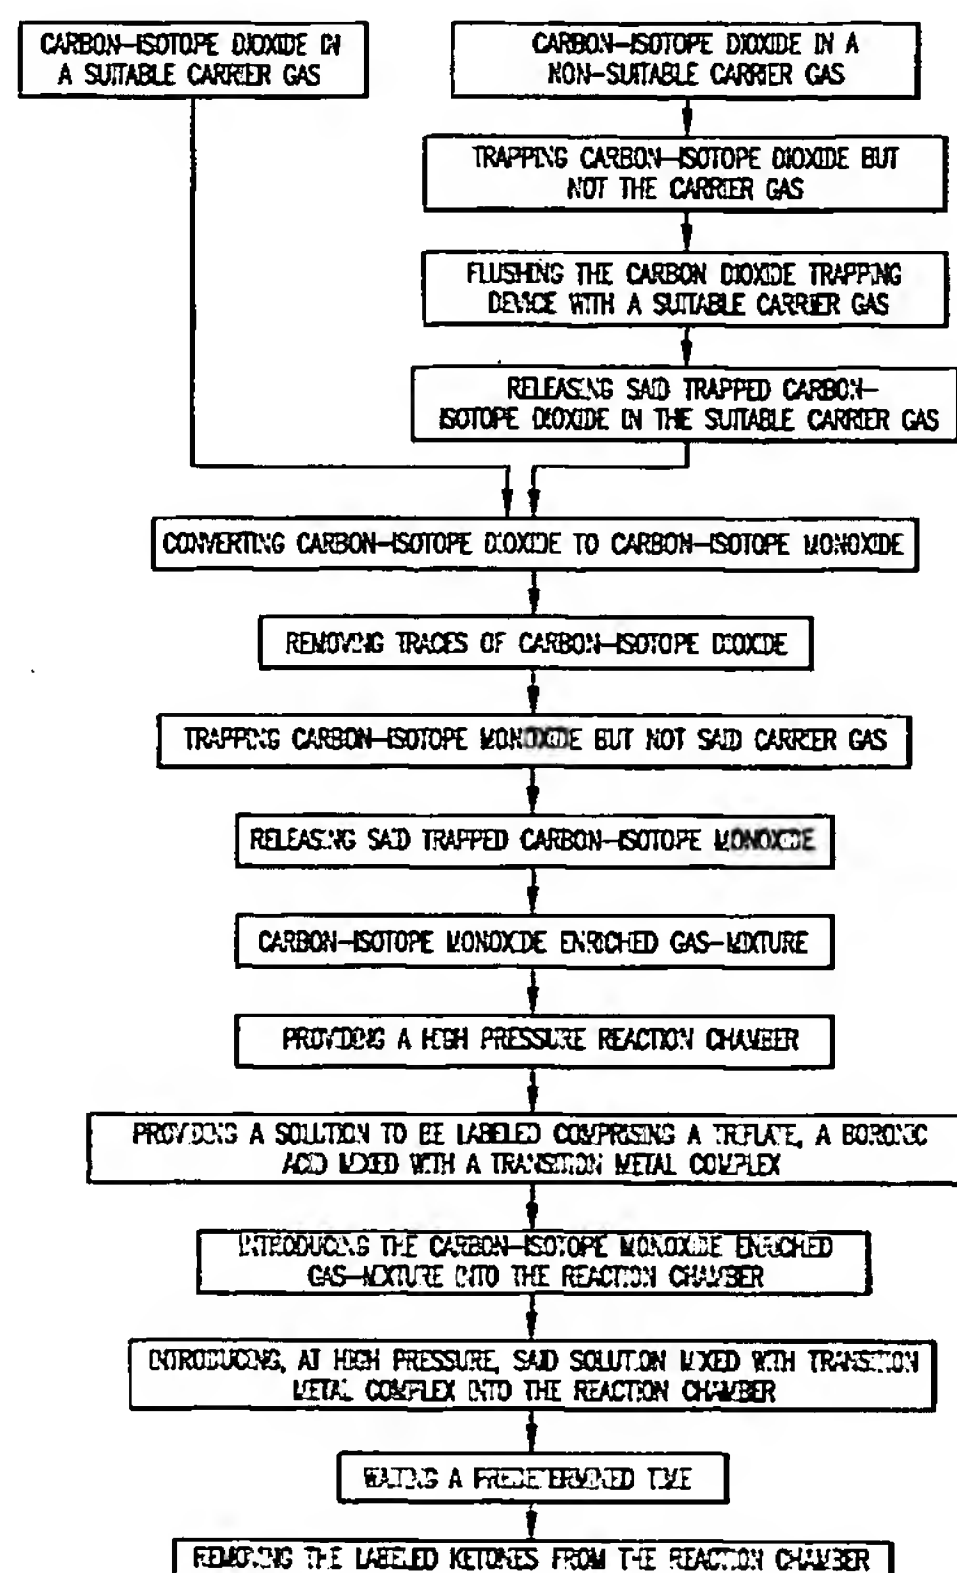 CARBON-ISOTOPE DIOXIDE IN
A SUITABLE CARRIER GAS
CARBON-ISOTOPE DIOXIDE IN A
NON-SUITABLE CARRIER GAS
TRAPPING CARBON-ISOTOPE DIOXIDE BUT
NOT THE CARRIER GAS
FLUSHING THE CARBON DIOXIDE TRAPPING
DEVICE WITH A SUITABLE CARRIER GAS
RELEASING SAID TRAPPED CARBON-
ISOTOPE DIOXIDE IN THE SUITABLE CARRIER GAS
CONVERTING CARBON-ISOTOPE DIOXIDE TO CARBON-ISOTOPE MONOXIDE
REMOVING TRACES OF CARBON-ISOTOPE DIOXIDE
TRAPPING CARBON-ISOTOPE MONOXIDE BUT NOT SAID CARRIER GAS
RELEASING SAID TRAPPED CARBON-ISOTOPE MONOXIDE
CARBON-ISOTOPE MONOXIDE ENRICHED GAS-MIXTURE
PROVIDING A HIGH PRESSURE REACTION CHAMBER
PROVIDING A SOLUTION TO BE LABELED COMPRISING A TRIFLATE, A BORONIC
ACID MIXED WITH A TRANSITION METAL COMPLEX
INTRODUCING THE CARBON-ISOTOPE MONOXIDE ENRICHED
GAS-MIXTURE INTO THE REACTION CHAMBER
INTRODUCING, AT HIGH PRESSURE, SAID SOLUTION MIXED WITH TRANSITION
METAL COMPLEX INTO THE REACTION CHAMBER
WAITING A PREDETERMINED TIME
REMOVING THE LABELED KETONES FROM THE REACTION CHAMBER